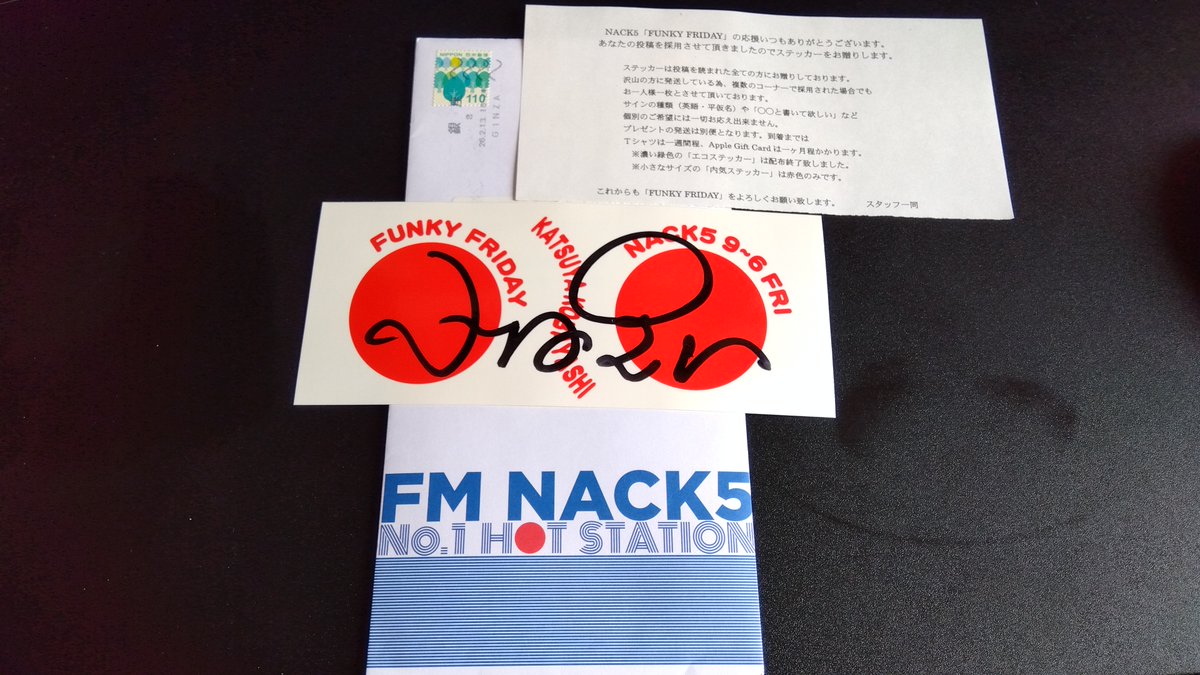 NIPPON 日本郵便
110
銀座
26.2.13
GINZA
NACK5「FUNKY FRIDAY」の応援いつもありがとうございます。
あなたの投稿を採用させて頂きましたのでステッカーをお贈りします。
ステッカーは投稿を読まれた全ての方にお贈りしております。
沢山の方に発送している為、複数のコーナーで採用された場合でも
お一人様一枚とさせて頂いております。
サインの種類（英語・平仮名）や「〇〇と書いて欲しい」など
個別のご希望には一切お応え出来ません。
プレゼントの発送は別便となります。到着までは
Tシャツは一週間程、Apple Gift Card は一ヶ月程かかります。
※濃い緑色の「エコステッカー」は配布終了致しました。
※小さなサイズの「内気ステッカー」は赤色のみです。
これからも「FUNKY FRIDAY」をよろしくお願い致します。 スタッフ一同
FUNKY FRIDAY
KATSUYA KOBAYASHI
NACK5 9~6 FRI
FM NACK5
No.1 HOT STATION